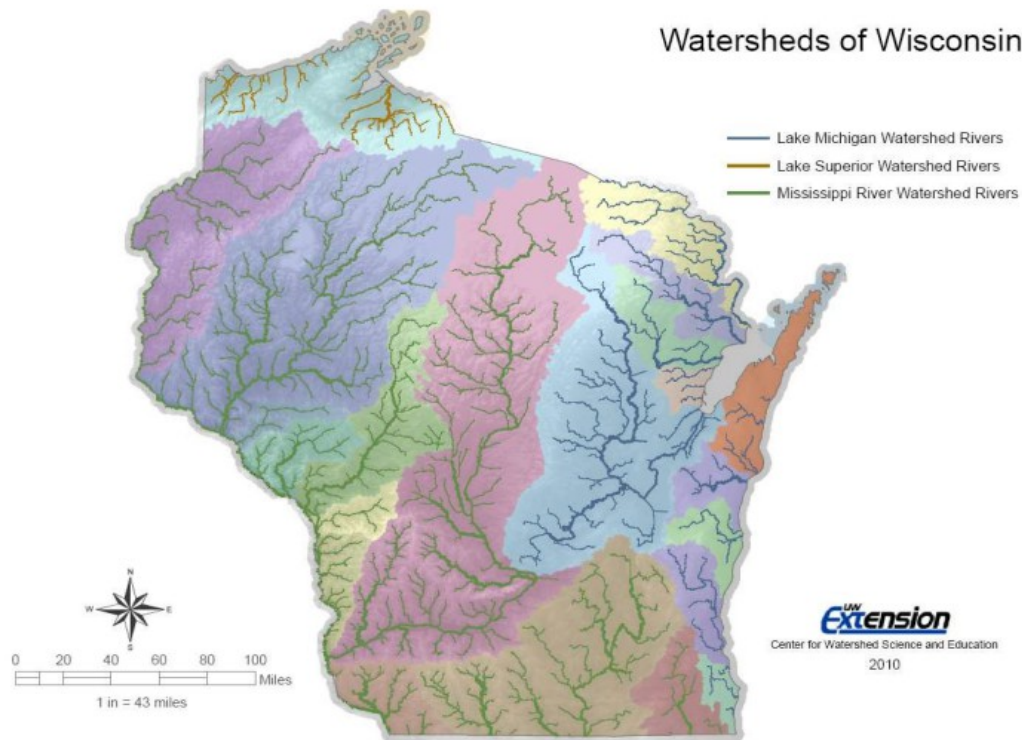 Watersheds of Wisconsin
Lake Michigan Watershed Rivers
Lake Superior Watershed Rivers
Mississippi River Watershed Rivers
N
W E
S
0 20 40 60 80 100
Miles
1 in = 43 miles
UW
Extension
Center for Watershed Science and Education
2010